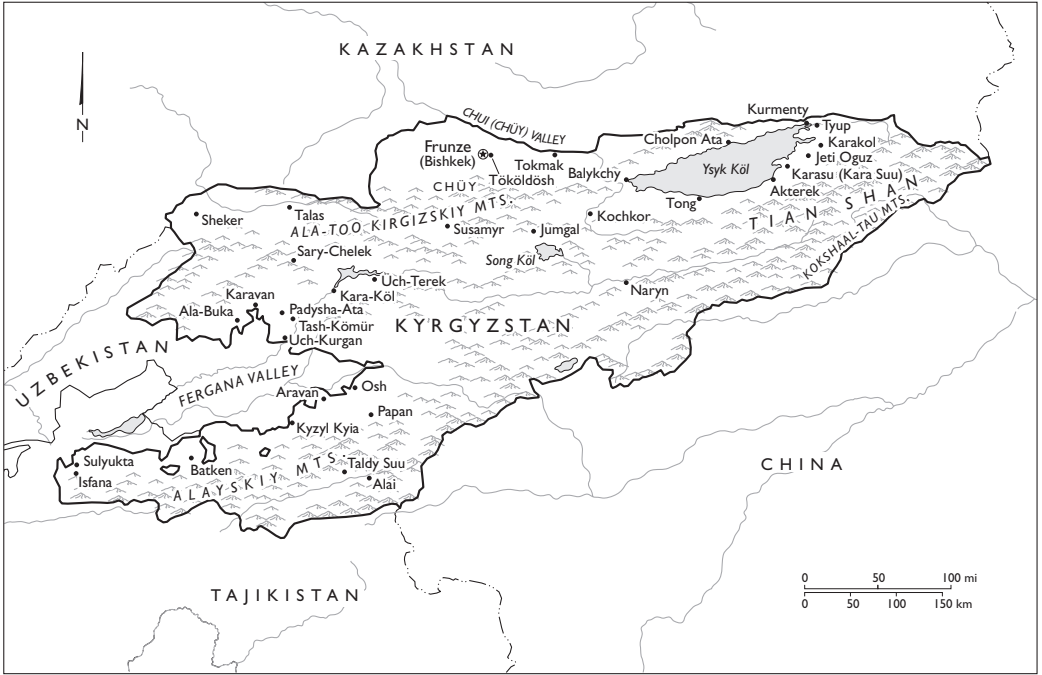 KAZAKHSTAN
N
CHUI (CHÜY) VALLEY
Kurmenty
Tyup
Frunze
(Bishkek)
Tokmak
Cholpon Ata
Karakol
Jeti Oguz
Ysyk Köl
Balykchy
Karasu (Kara Suu)
Tököldösh
CHÜY
Akterek
Tong
TIAN SHAN
Sheker
Talas
ALA-TOO KIRGIZSKIY MTS.
Susamyr
Jumgal
Kochkor
KOKSHAAL-TAU MTS.
Sary-Chelek
Song Köl
Uch-Terek
Kara-Köl
Naryn
Karavan
Ala-Buka
Padysha-Ata
Tash-Kömür
Uch-Kurgan
KYRGYZSTAN
UZBEKISTAN
FERGANA VALLEY
Osh
Aravan
Papan
Kyzyl Kyia
Sulyukta
Isfana
Batken
ALAYSKIY MTS.
Taldy Suu
Alai
CHINA
TAJIKISTAN
0 50 100 mi
0 50 100 150 km